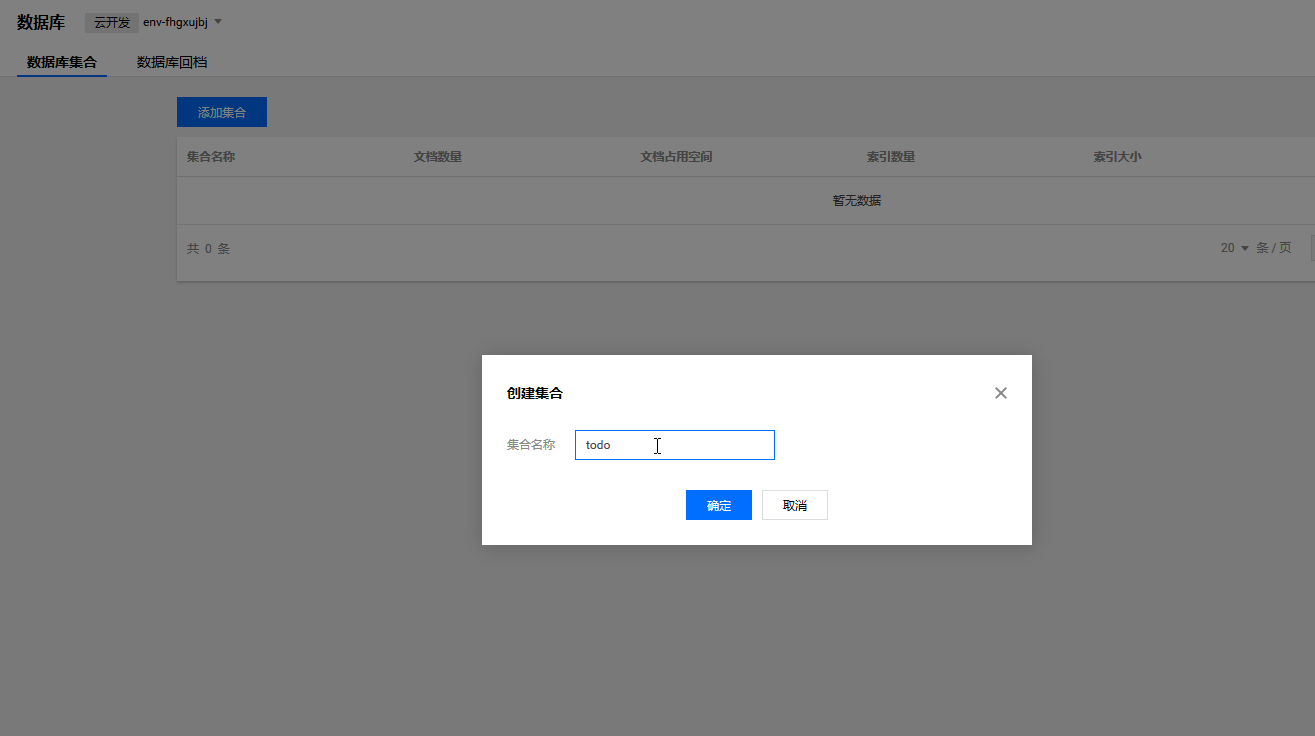 数据库 云开发 env-fhgxujbj
数据库集合 数据库回档
添加集合
集合名称 文档数量 文档占用空间 索引数量 索引大小
暂无数据
共 0 条 20 条 / 页
创建集合
集合名称 todo
确定 取消